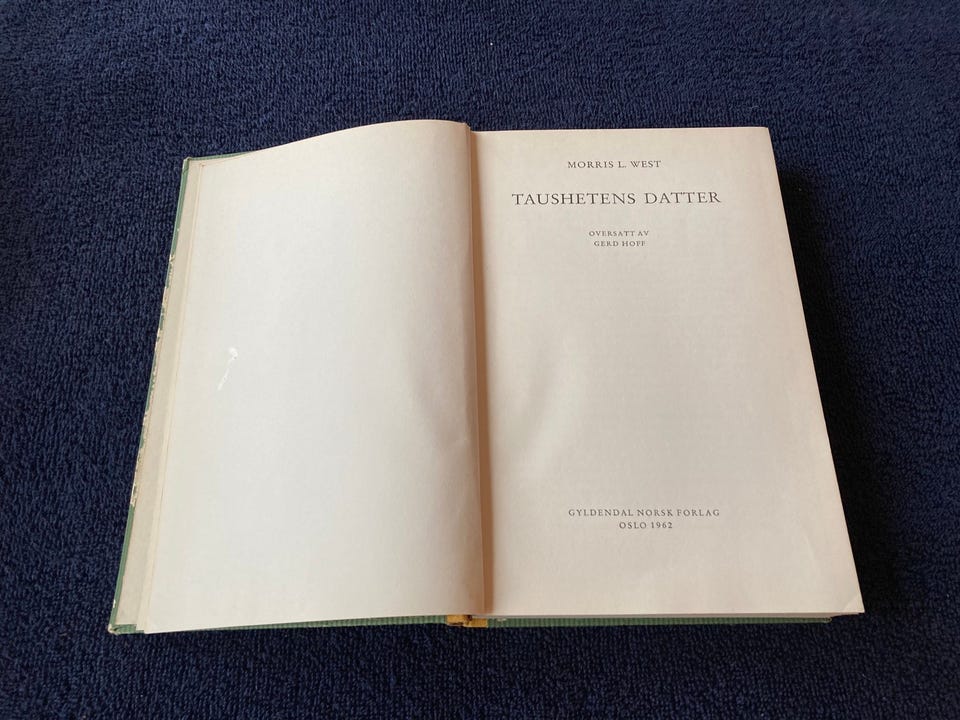 MORRIS L. WEST
TAUSHETENS DATTER
OVERSATT AV
GERD HOFF
GYLDENDAL NORSK FORLAG
OSLO 1962